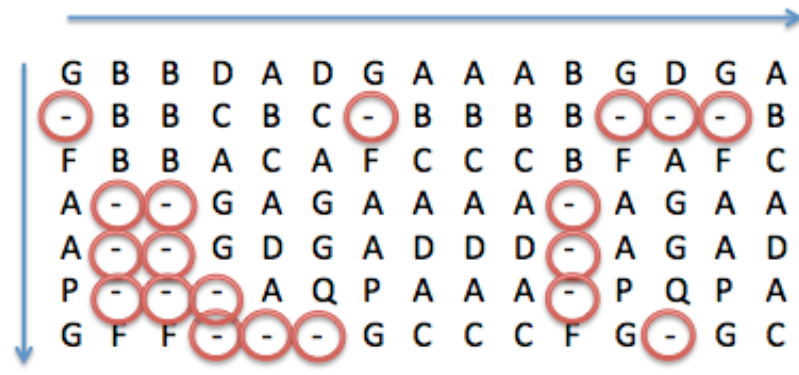 G B B D A D G A A A B G D G A
- B B C B C - B B B B - - - B
F B B A C A F C C C B F A F C
A - - G A G A A A A - A G A A
A - - G D G A D D D - A G A D
P - - - A Q P A A A - P Q P A
G F F - - - G C C C F G - G C